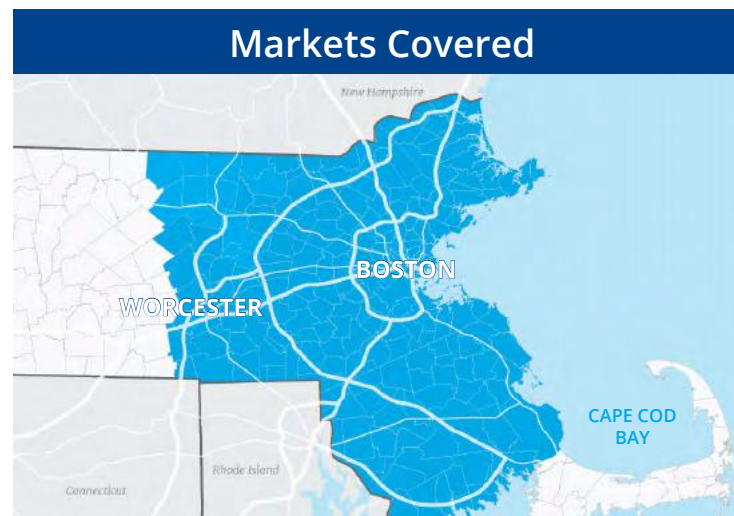 Markets Covered
New Hampshire
BOSTON
WORCESTER
CAPE COD
BAY
Rhode Island
Connecticut